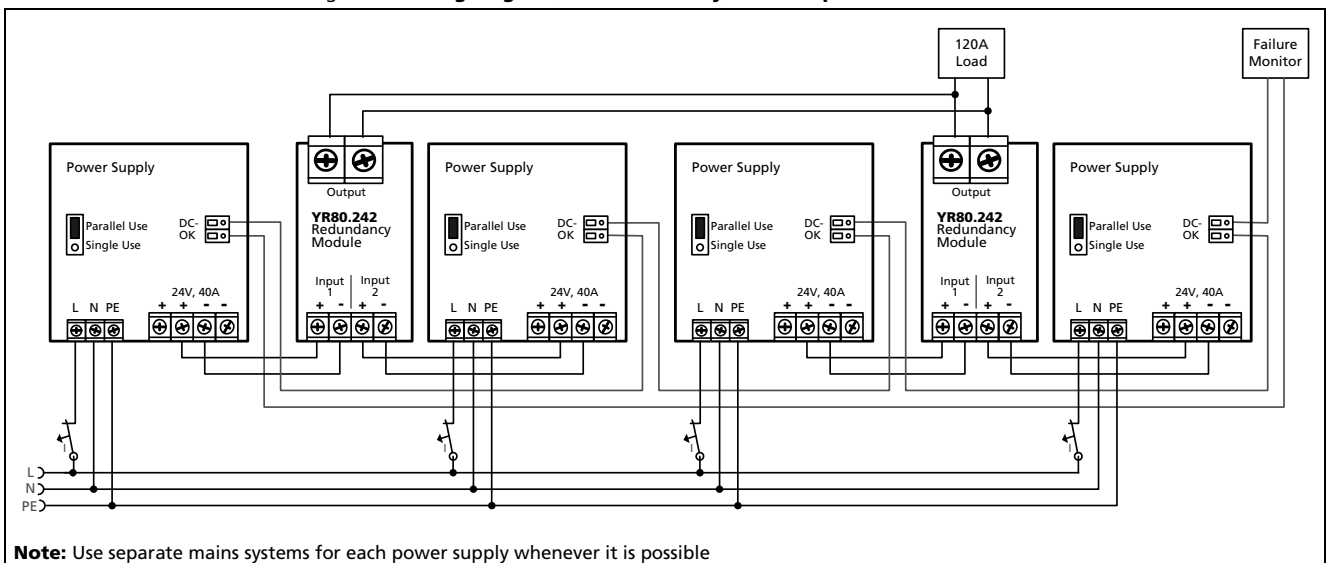 120A
Load
Failure
Monitor
Power Supply
Parallel Use
Single Use
DC-
OK
24V, 40A
+ + - -
L N PE
Output
YR80.242
Redundancy
Module
Input
1
Input
2
+ - + -
Power Supply
Parallel Use
Single Use
DC-
OK
24V, 40A
+ + - -
L N PE
Power Supply
Parallel Use
Single Use
DC-
OK
24V, 40A
+ + - -
L N PE
Output
YR80.242
Redundancy
Module
Input
1
Input
2
+ - + -
Power Supply
Parallel Use
Single Use
DC-
OK
24V, 40A
+ + - -
L N PE
I
I
I
I
L
N
PE
Note: Use separate mains systems for each power supply whenever it is possible